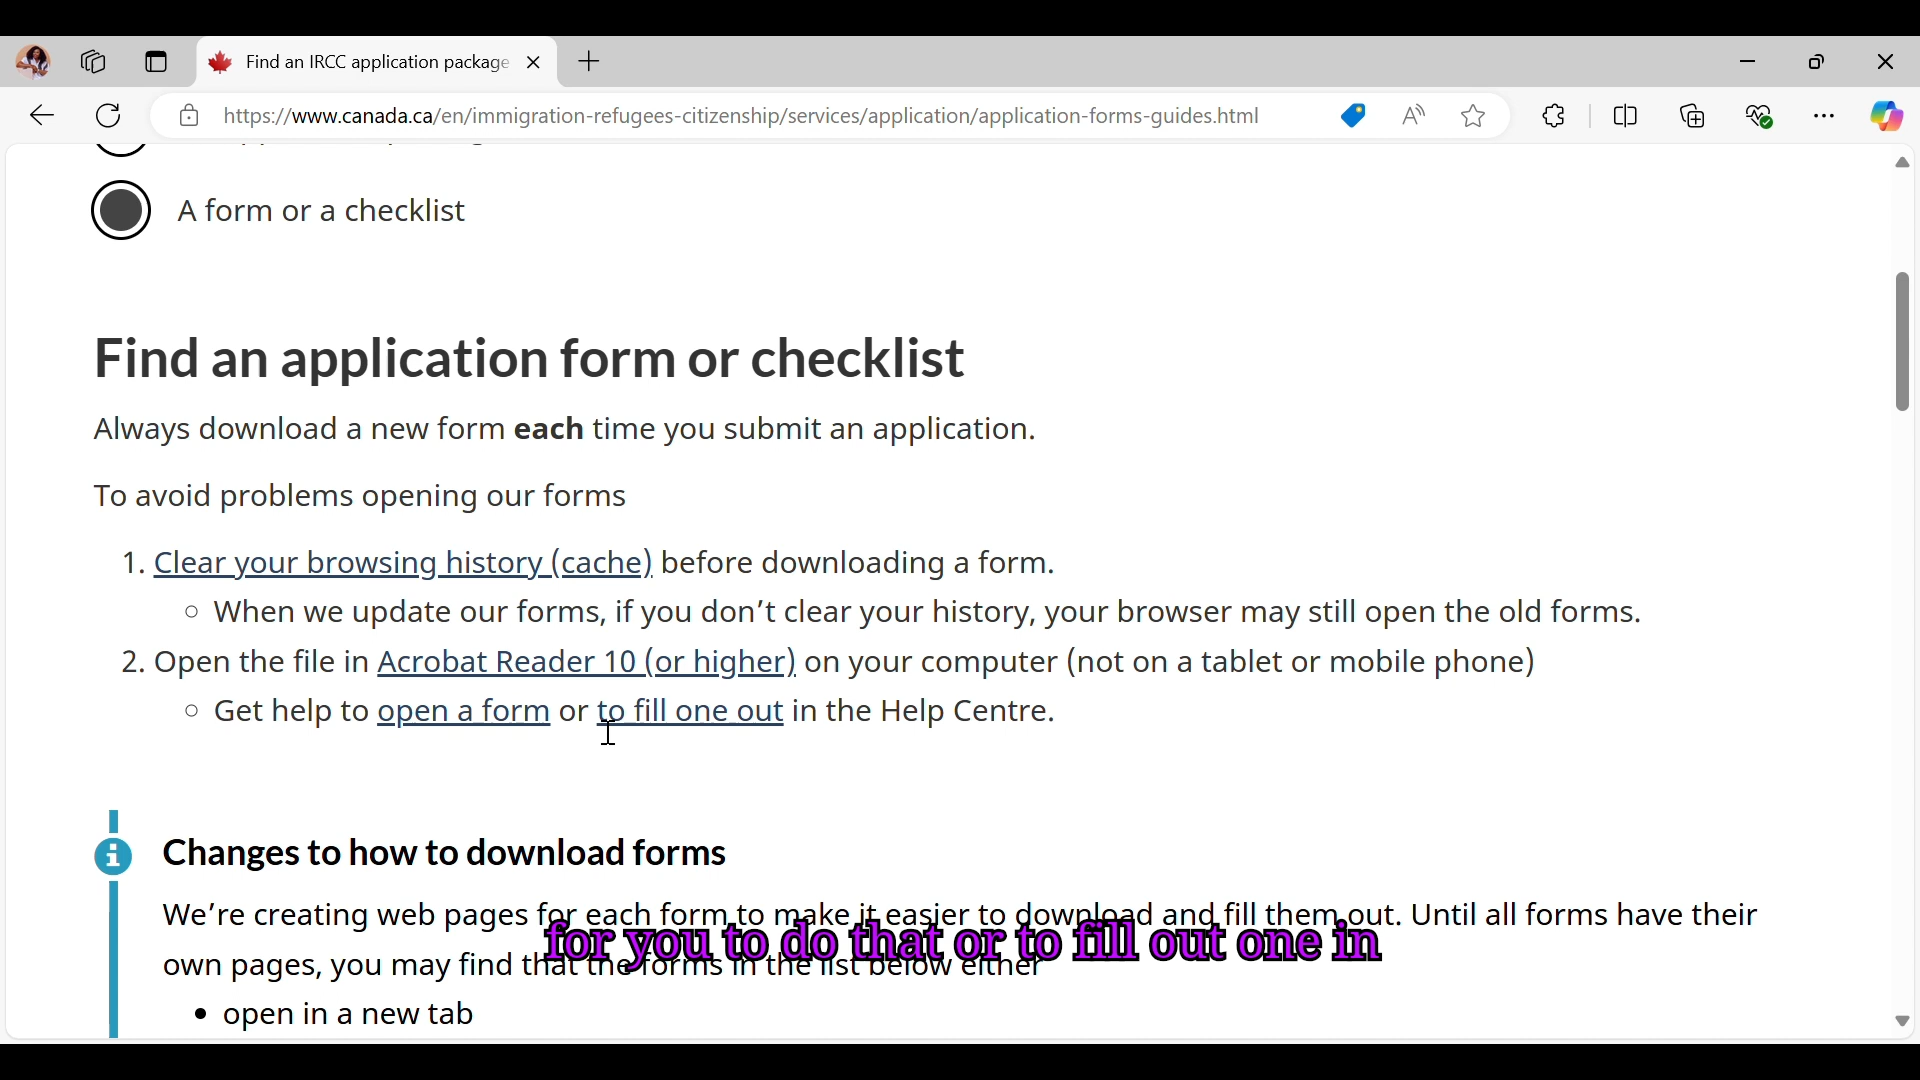 Find an IRCC application package
https://www.canada.ca/en/immigration-refugees-citizenship/services/application/application-forms-guides.html
A form or a checklist
Find an application form or checklist
Always download a new form each time you submit an application.
To avoid problems opening our forms
1. Clear your browsing history (cache) before downloading a form.
○ When we update our forms, if you don’t clear your history, your browser may still open the old forms.
2. Open the file in Acrobat Reader 10 (or higher) on your computer (not on a tablet or mobile phone)
○ Get help to open a form or to fill one out in the Help Centre.
Changes to how to download forms
We’re creating web pages for each form to make it easier to download and fill them out. Until all forms have their
for you to do that or to fill out one in
own pages, you may find that the forms in the list below either
• open in a new tab